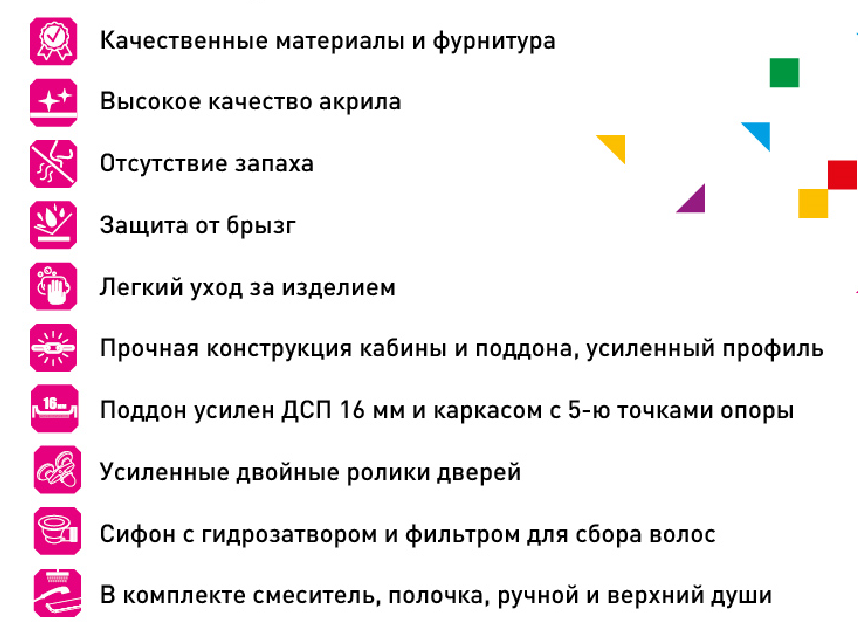 Качественные материалы и фурнитура
Высокое качество акрила
Отсутствие запаха
Защита от брызг
Легкий уход за изделием
Прочная конструкция кабины и поддона, усиленный профиль
16мм
Поддон усилен ДСП 16 мм и каркасом с 5-ю точками опоры
Усиленные двойные ролики дверей
Сифон с гидрозатвором и фильтром для сбора волос
В комплекте смеситель, полочка, ручной и верхний души